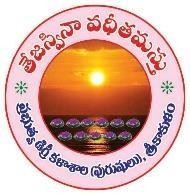 తేజస్వినా వధీతమస్తు
ప్రభుత్వ డిగ్రీ కళాశాల (పురుషులు), శ్రీకాకుళం